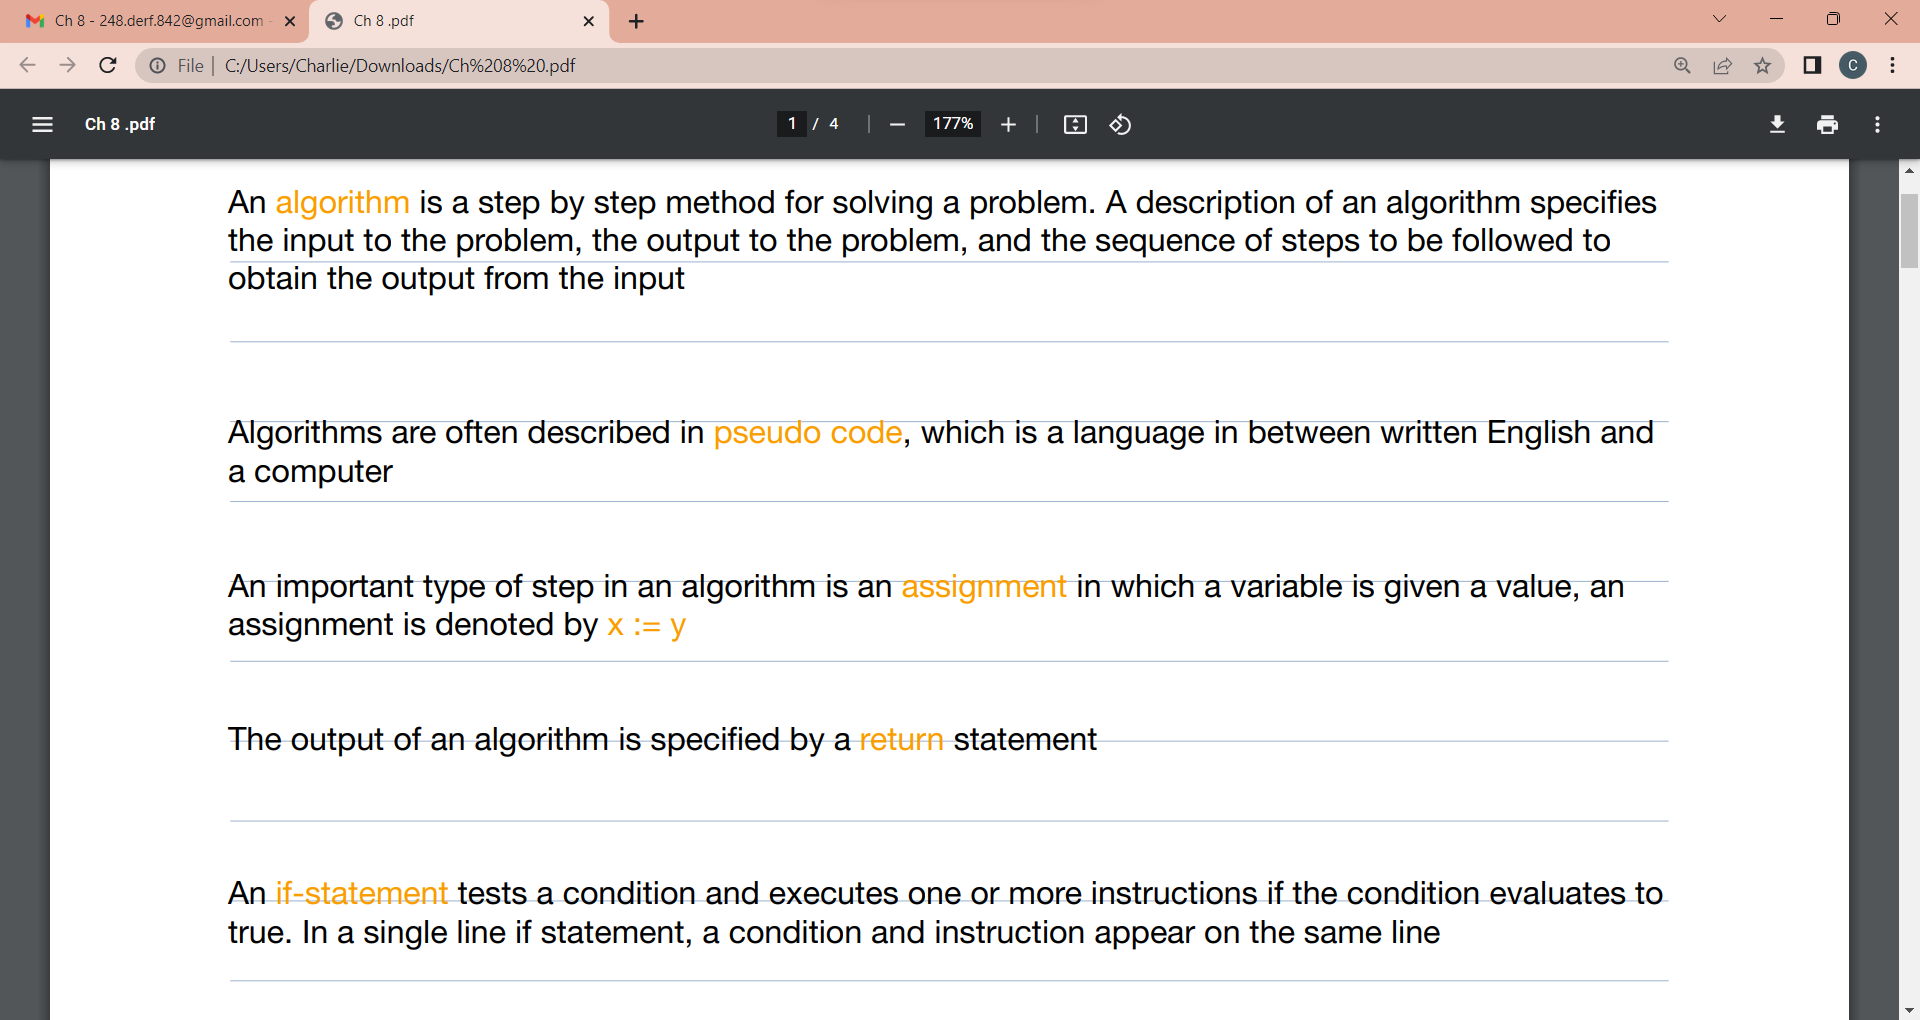 Ch 8 - 248.derf.842@gmail.com -
Ch 8 .pdf
File | C:/Users/Charlie/Downloads/Ch%208%20.pdf
C
Ch 8 .pdf
1 / 4
177%
An algorithm is a step by step method for solving a problem. A description of an algorithm specifies
the input to the problem, the output to the problem, and the sequence of steps to be followed to
obtain the output from the input
Algorithms are often described in pseudo code, which is a language in between written English and
a computer
An important type of step in an algorithm is an assignment in which a variable is given a value, an
assignment is denoted by x := y
The output of an algorithm is specified by a return statement
An if-statement tests a condition and executes one or more instructions if the condition evaluates to
true. In a single line if statement, a condition and instruction appear on the same line